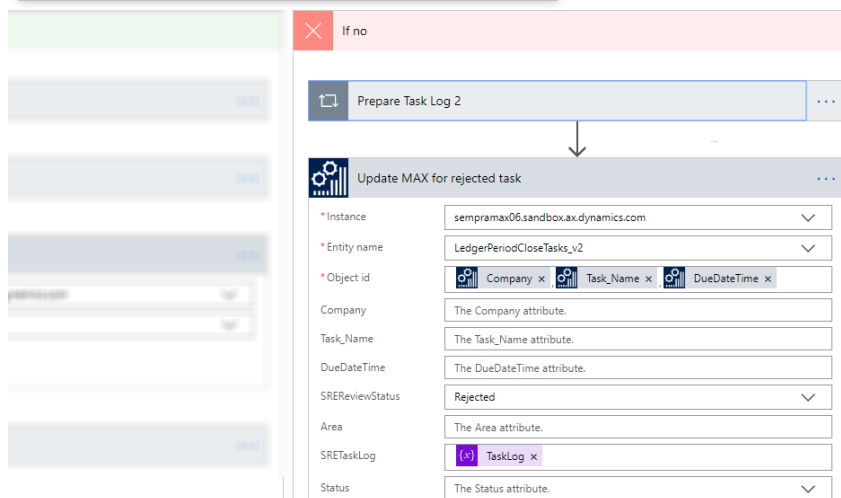 If no
Prepare Task Log 2
...
Update MAX for rejected task
...
* Instance sempramax06.sandbox.ax.dynamics.com
* Entity name LedgerPeriodCloseTasks_v2
* Object id Company × , Task_Name × , DueDateTime ×
Company The Company attribute.
Task_Name The Task_Name attribute.
DueDateTime The DueDateTime attribute.
SREReviewStatus Rejected
Area The Area attribute.
SRETaskLog {x} TaskLog ×
Status The Status attribute.